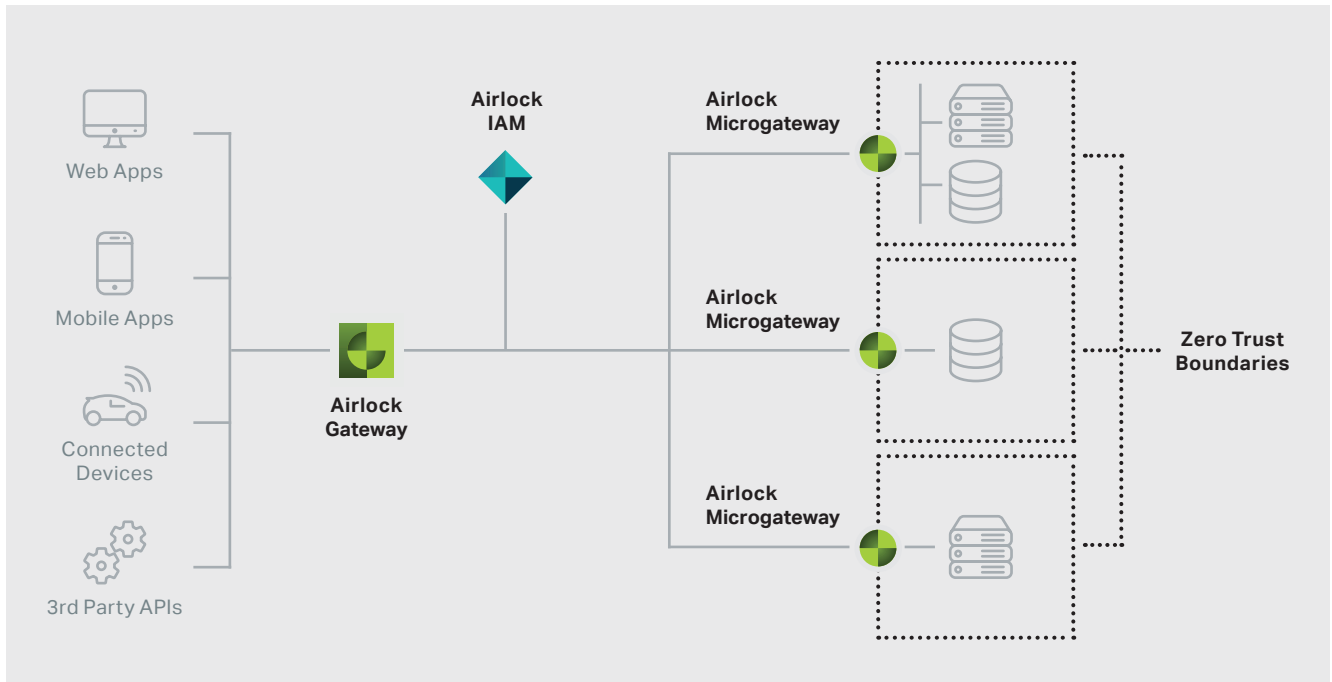 Web Apps
Mobile Apps
Connected
Devices
3rd Party APIs
Airlock
Gateway
Airlock
IAM
Airlock
Microgateway
Airlock
Microgateway
Airlock
Microgateway
Zero Trust
Boundaries